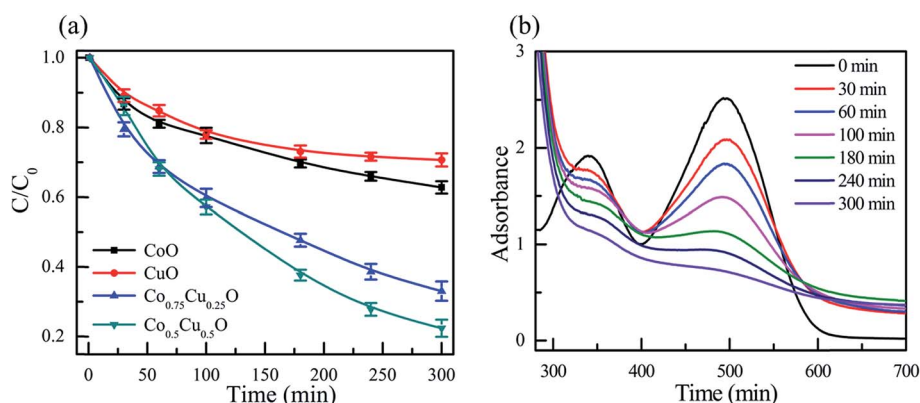 (a)
1.0
0.8
0.6
0.4
0.2
C/C₀
CoO
CuO
Co₀.₇₅Cu₀.₂₅O
Co₀.₅Cu₀.₅O
0 50 100 150 200 250 300
Time (min)
(b)
3
2
1
0
Adsorbance
0 min
30 min
60 min
100 min
180 min
240 min
300 min
300 400 500 600 700
Time (min)